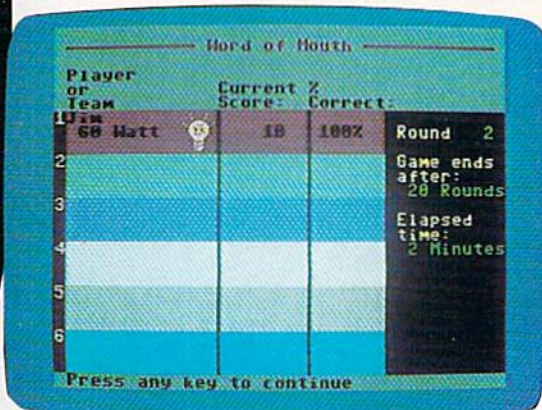 Word of Mouth
Player
or
Team
Current
Score:
%
Correct:
1
Jim
60 Watt
10
100%
2
3
4
5
6
Round 2
Game ends
after:
20 Rounds
Elapsed
time:
2 Minutes
Press any key to continue